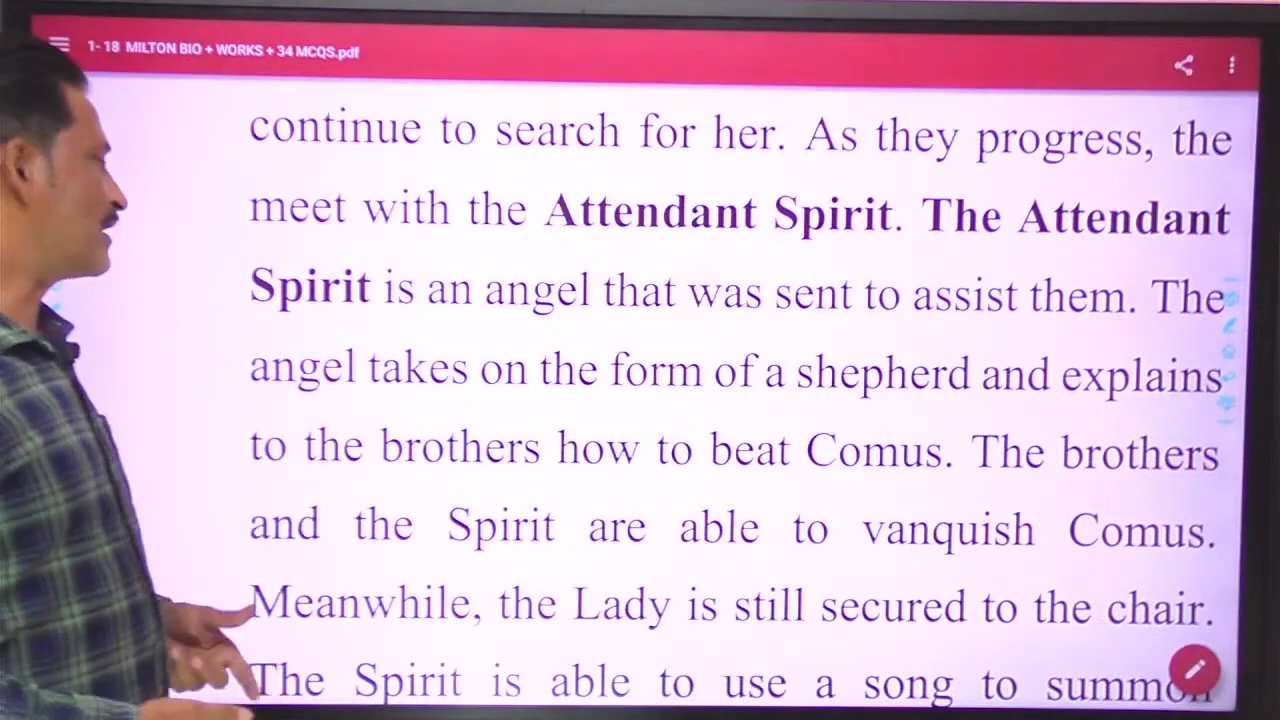 1- 18 MILTON BIO + WORKS + 34 MCQS.pdf
continue to search for her. As they progress, the
meet with the Attendant Spirit. The Attendant
Spirit is an angel that was sent to assist them. The
angel takes on the form of a shepherd and explains
to the brothers how to beat Comus. The brothers
and the Spirit are able to vanquish Comus.
Meanwhile, the Lady is still secured to the chair.
The Spirit is able to use a song to summon